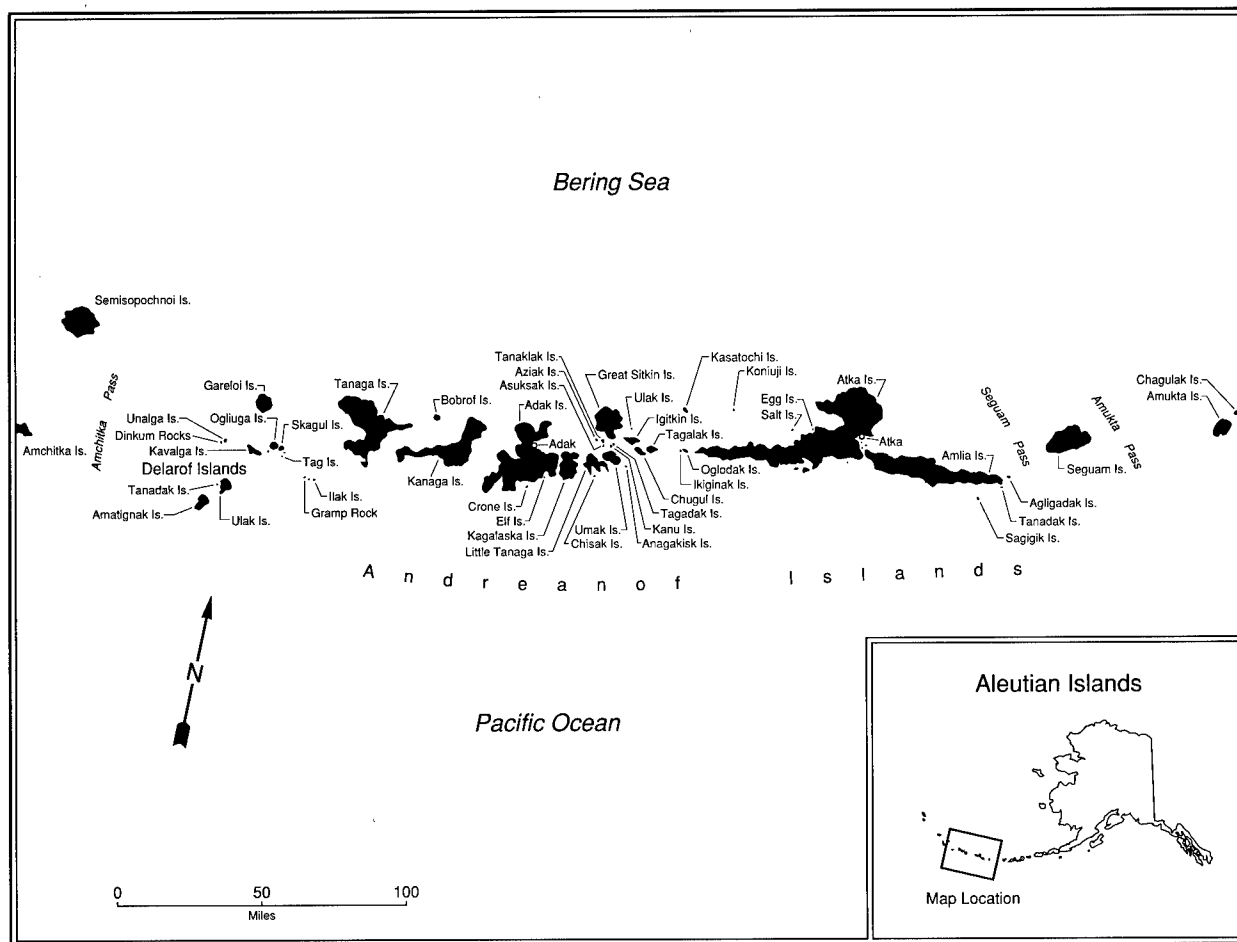 Bering Sea
Semisopochnoi Is.
Amchitka Pass
Amchitka Is.
Gareloi Is.
Unalga Is.
Dinkum Rocks
Kavalga Is.
Ogliuga Is.
Skagul Is.
Delarof Islands
Tag Is.
Tanadak Is.
Amatignak Is.
Ulak Is.
Ilak Is.
Gramp Rock
Tanaga Is.
Bobrof Is.
Kanaga Is.
Adak Is.
Adak
Tanaklak Is.
Aziak Is.
Asuksak Is.
Great Sitkin Is.
Ulak Is.
Igitkin Is.
Tagalak Is.
Crone Is.
Elf Is.
Kagalaska Is.
Little Tanaga Is.
Umak Is.
Chisak Is.
Chuguf Is.
Tagadak Is.
Kanu Is.
Anagakisk Is.
Kasatochi Is.
Koniuji Is.
Oglodak Is.
Ikiginak Is.
Egg Is.
Salt Is.
Atka Is.
Atka
Amlia Is.
Seguam Pass
Seguam Is.
Agligadak Is.
Tanadak Is.
Sagigik Is.
Amukta Pass
Chagulak Is.
Amukta Is.
Andreanof Islands
N
Pacific Ocean
0 50 100
Miles
Aleutian Islands
Map Location